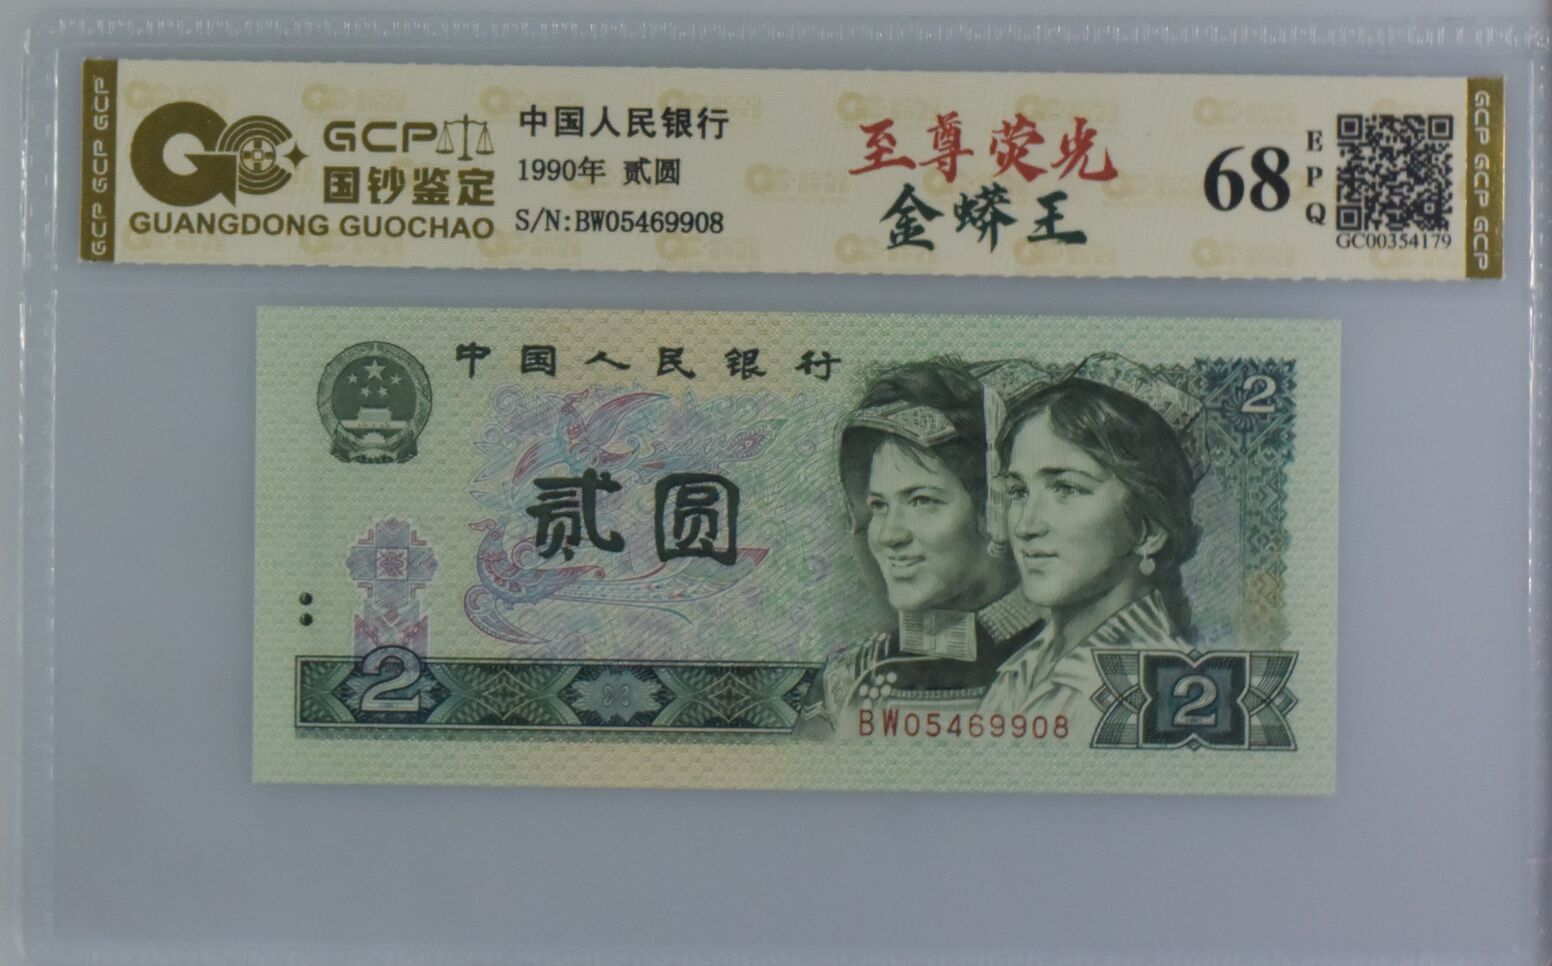 GCP GCP GCP
GCP
国钞鉴定
GUANGDONG GUOCHAO
中国人民银行
1990年 贰圆
S/N:BW05469908
至尊荧光
金蟒王
68
EPQ
GC00354179
GCP GCP GCP
中国人民银行
2
贰圆
2
BW05469908
2